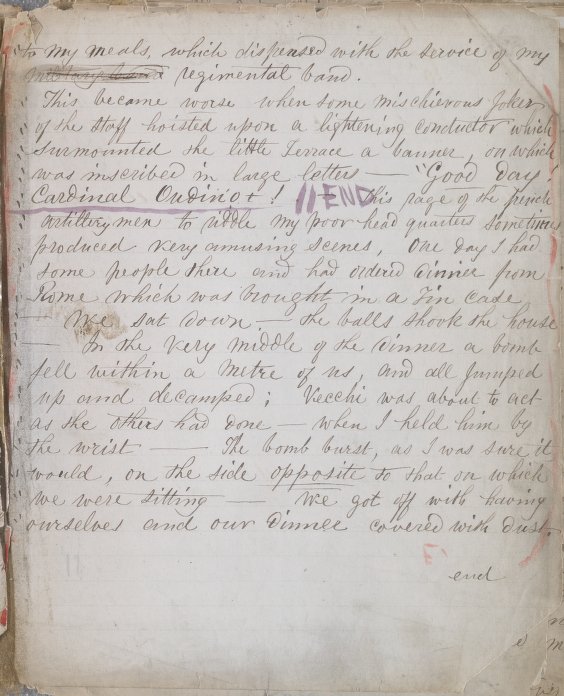 to my meals, which dispensed with the service of my
regimental band.
This became worse when some mischievous Joker
of the Staff hoisted upon a lightening conductor which
surmounted the little Terrace a banner, on which
was inscribed in large letters — "Good day!
Cardinal Oudinot! //END this rage of the french
artillerymen to riddle my poor head quarters sometimes
produced very amusing scenes, One day I had
some people there and had ordered dinner from
Rome which was brought in a Tin case
We sat down — the balls shook the house
— In the very middle of the dinner a bomb
fell within a metre of us, and all Jumped
up and decamped; Vecchi was about to act
as the others had done — when I held him by
the wrist — The bomb burst, as I was sure it
would, on the side opposite to that on which
we were sitting — We got off with having
ourselves and our dinner covered with dust.
end